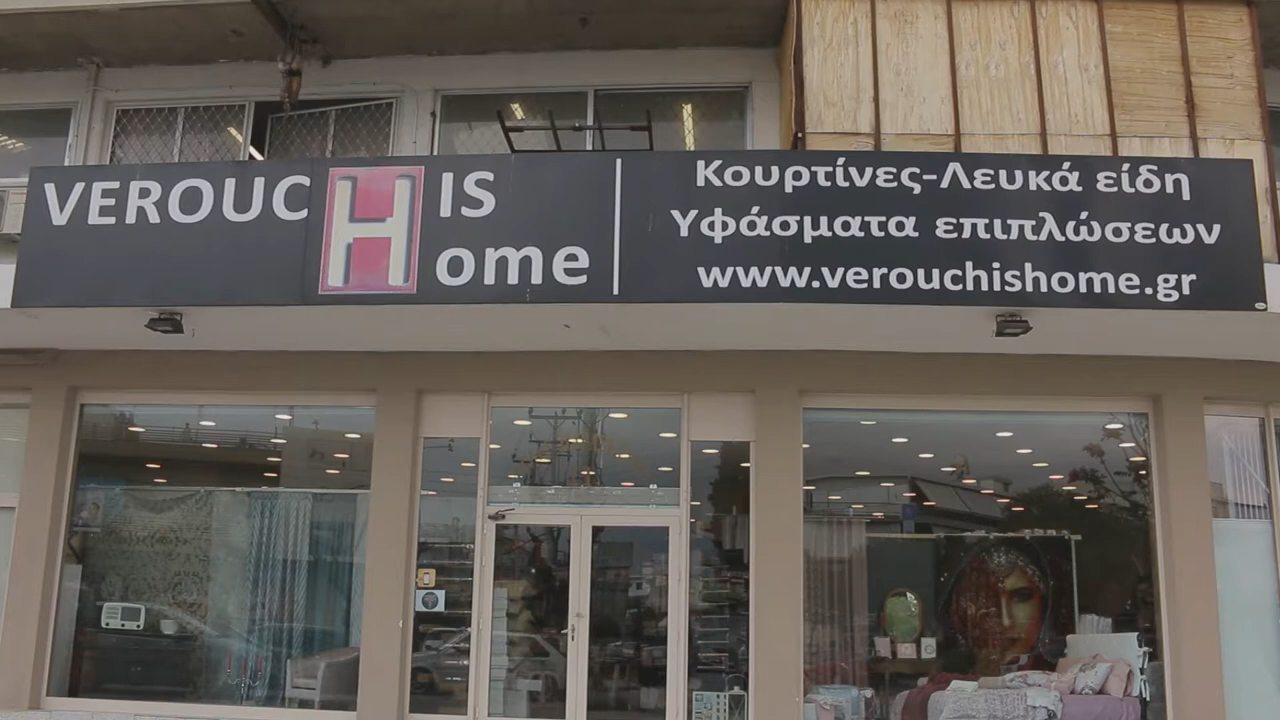 VEROUCHIS
Home
Κουρτίνες-Λευκά είδη
Υφάσματα επιπλώσεων
www.verouchishome.gr